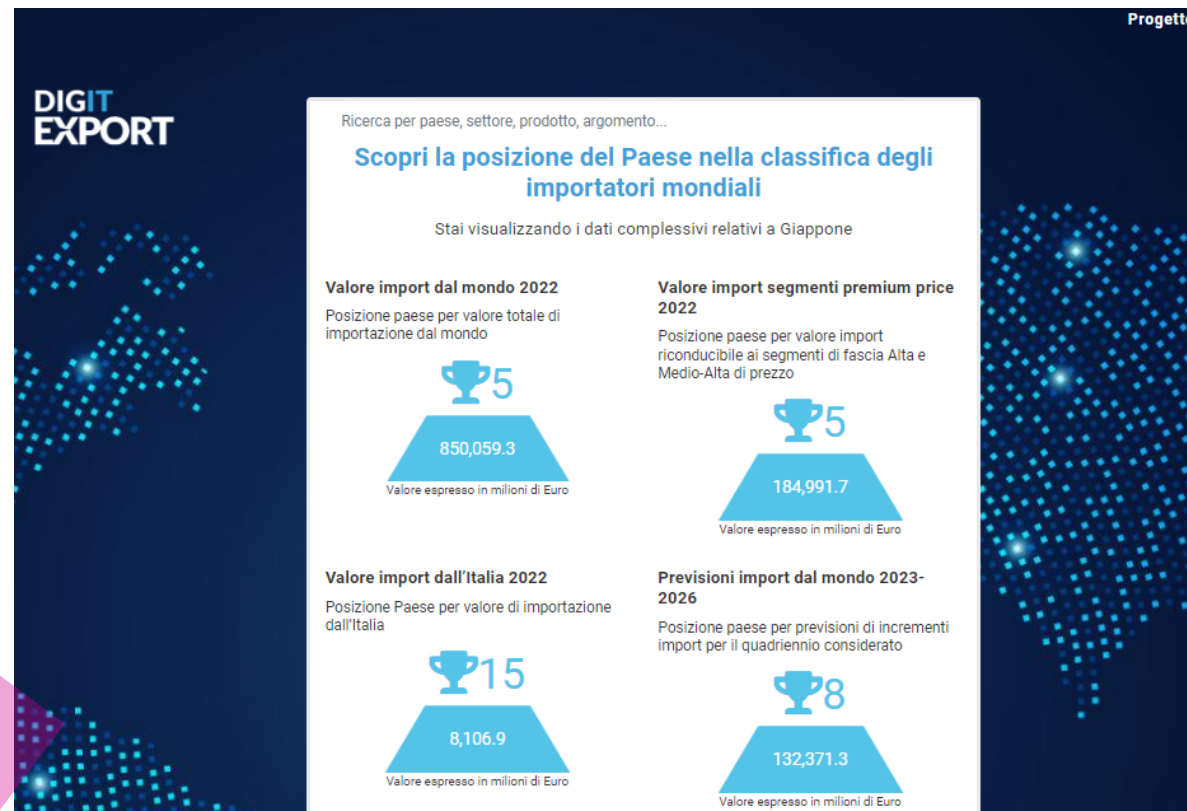 Progetto
DIGIT
EXPORT
Ricerca per paese, settore, prodotto, argomento...
Scopri la posizione del Paese nella classifica degli
importatori mondiali
Stai visualizzando i dati complessivi relativi a Giappone
Valore import dal mondo 2022
Posizione paese per valore totale di
importazione dal mondo
5
850,059.3
Valore espresso in milioni di Euro
Valore import segmenti premium price
2022
Posizione paese per valore import
riconducibile ai segmenti di fascia Alta e
Medio-Alta di prezzo
5
184,991.7
Valore espresso in milioni di Euro
Valore import dall'Italia 2022
Posizione Paese per valore di importazione
dall'Italia
15
8,106.9
Valore espresso in milioni di Euro
Previsioni import dal mondo 2023-
2026
Posizione paese per previsioni di incrementi
import per il quadriennio considerato
8
132,371.3
Valore espresso in milioni di Euro